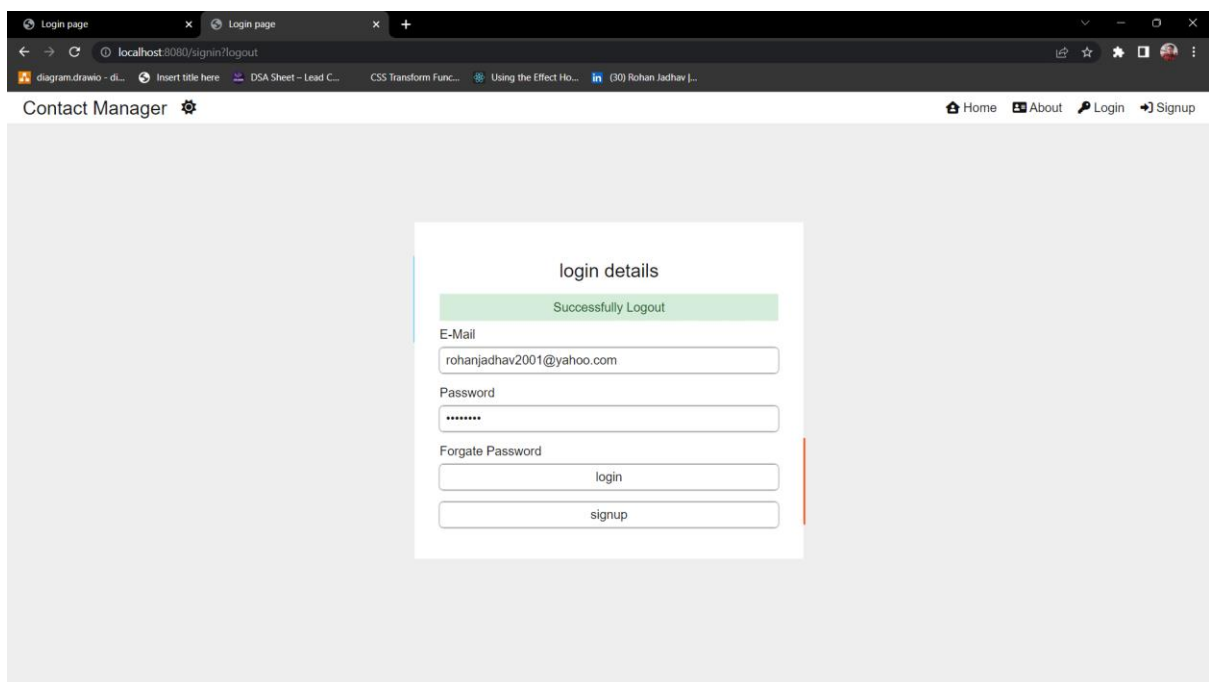 Login page Login page
localhost:8080/signin?logout
diagram.drawio - di... Insert title here DSA Sheet – Lead C... CSS Transform Func... Using the Effect Ho... in (30) Rohan Jadhav |...
Contact Manager Home About Login Signup
login details
Successfully Logout
E-Mail
rohanjadhav2001@yahoo.com
Password
••••••••
Forgate Password
login
signup